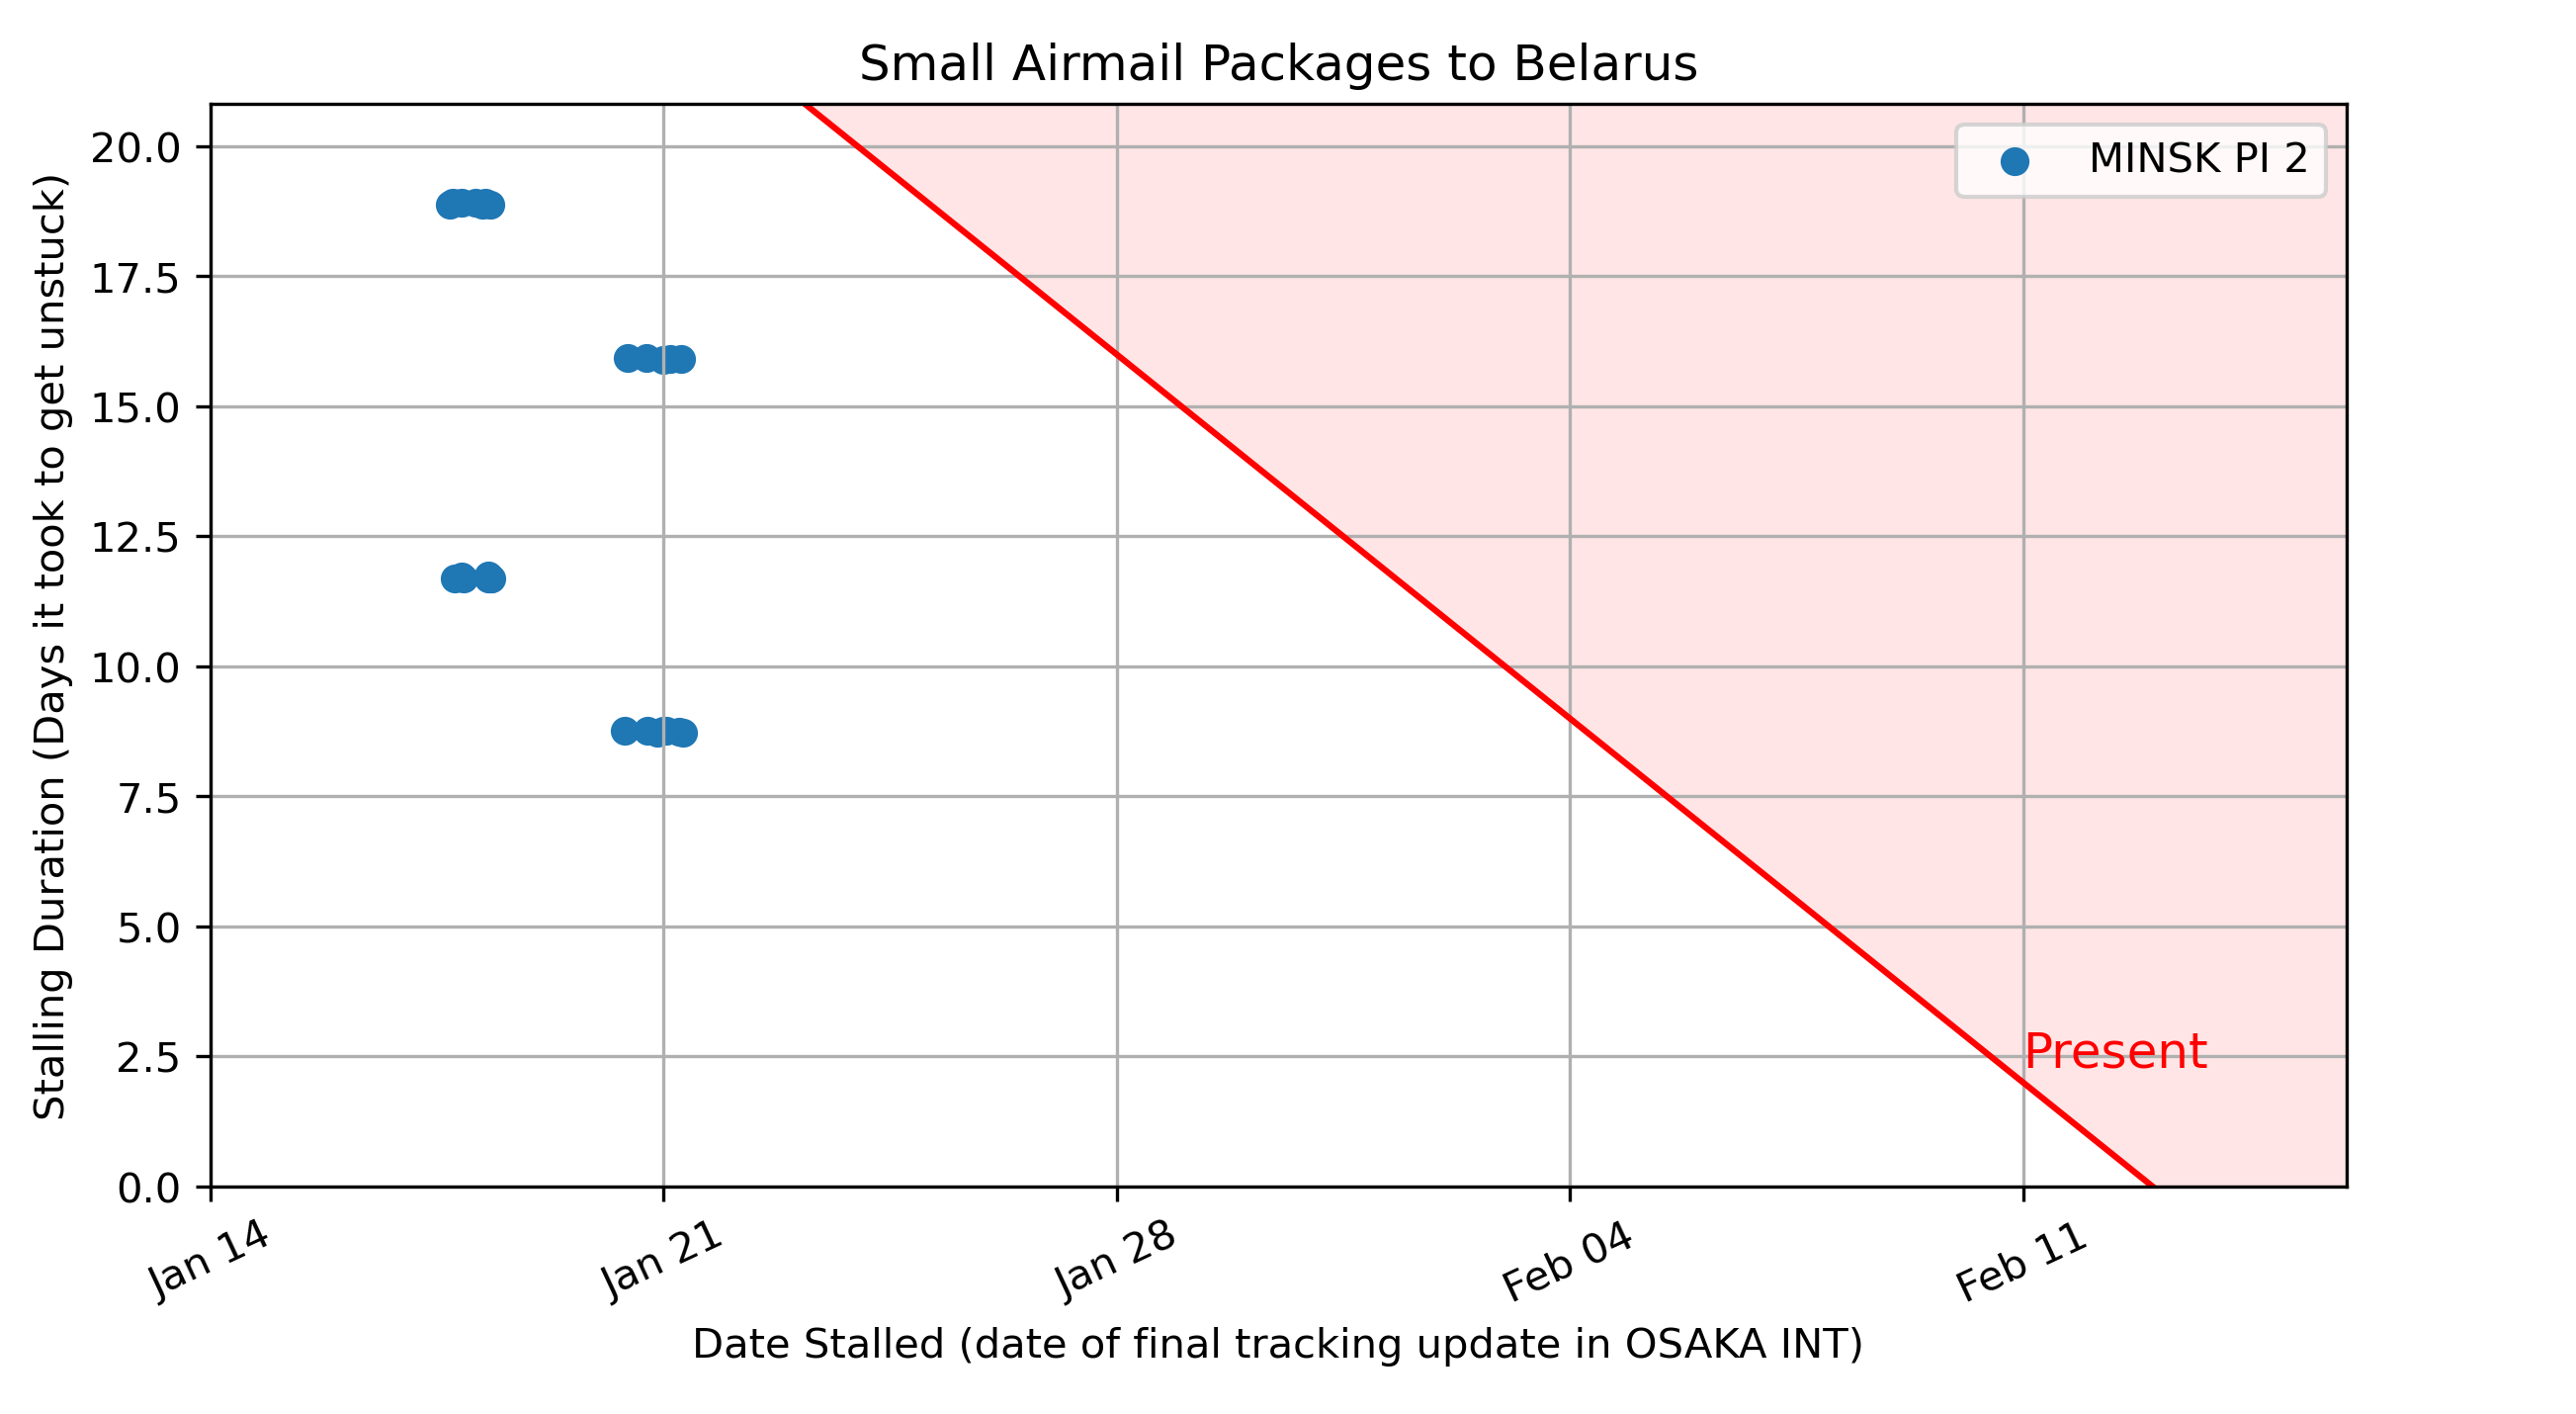 Small Airmail Packages to Belarus
MINSK PI 2
Stalling Duration (Days it took to get unstuck)
20.0
17.5
15.0
12.5
10.0
7.5
5.0
2.5
0.0
Present
Jan 14
Jan 21
Jan 28
Feb 04
Feb 11
Date Stalled (date of final tracking update in OSAKA INT)